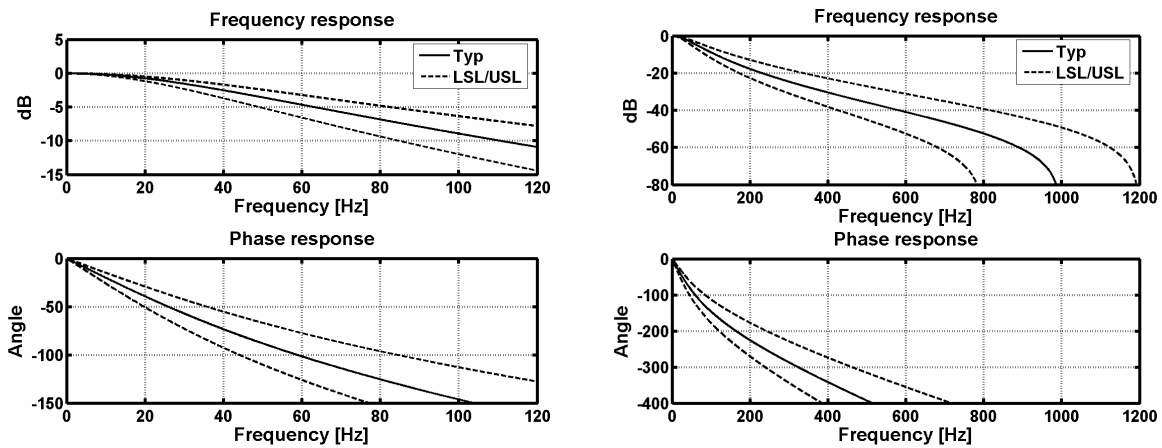 Frequency response
5
0
-5
-10
-15
dB
Typ
LSL/USL
0 20 40 60 80 100 120
Frequency [Hz]
Phase response
0
-50
-100
-150
Angle
0 20 40 60 80 100 120
Frequency [Hz]
Frequency response
0
-20
-40
-60
-80
dB
Typ
LSL/USL
0 200 400 600 800 1000 1200
Frequency [Hz]
Phase response
0
-100
-200
-300
-400
Angle
0 200 400 600 800 1000 1200
Frequency [Hz]